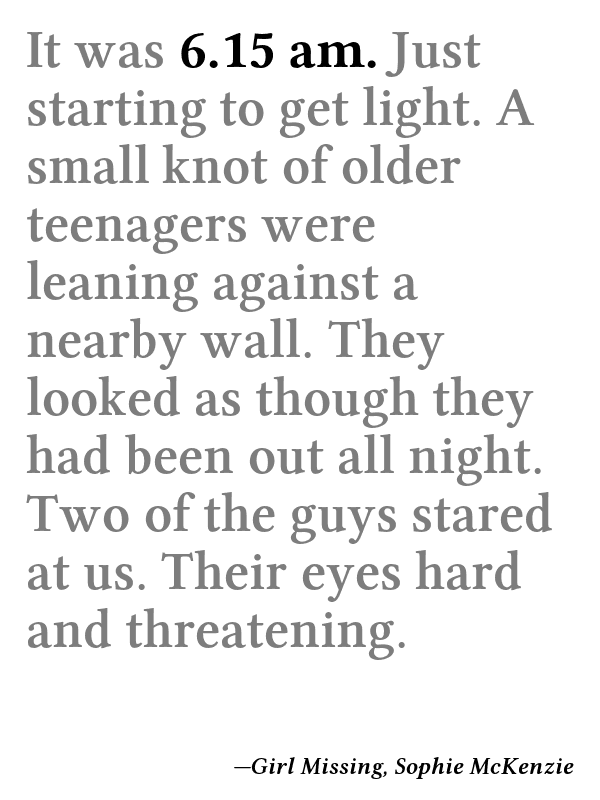 It was 6.15 am. Just
starting to get light. A
small knot of older
teenagers were
leaning against a
nearby wall. They
looked as though they
had been out all night.
Two of the guys stared
at us. Their eyes hard
and threatening.
—Girl Missing, Sophie McKenzie